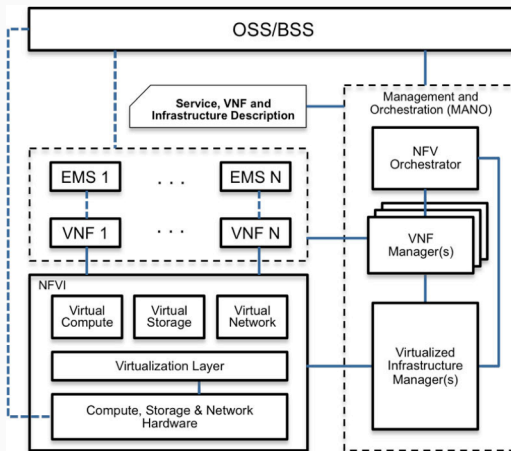 OSS/BSS
Service, VNF and
Infrastructure Description
Management and
Orchestration (MANO)
NFV
Orchestrator
EMS 1
. . .
EMS N
VNF 1
. . .
VNF N
VNF
Manager(s)
NFVI
Virtual
Compute
Virtual
Storage
Virtual
Network
Virtualization Layer
Virtualized
Infrastructure
Manager(s)
Compute, Storage & Network
Hardware